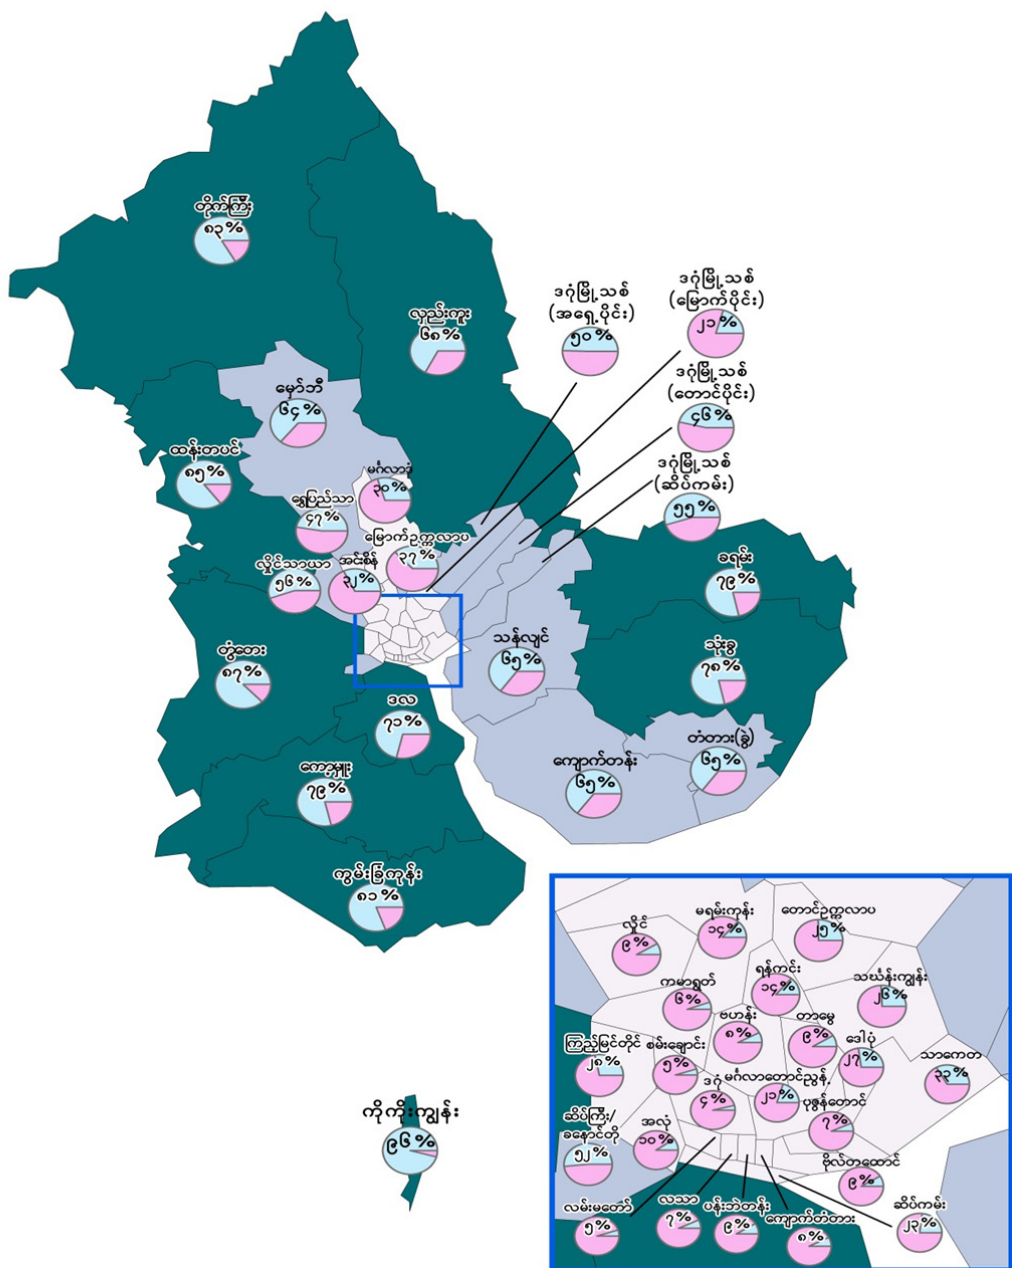 တိုက်ကြီး
၈၃%
လှည်းကူး
၆၈%
ဒဂုံမြို့သစ်
(အရှေ့ပိုင်း)
၅၀%
ဒဂုံမြို့သစ်
(မြောက်ပိုင်း)
၂၁%
ဒဂုံမြို့သစ်
(တောင်ပိုင်း)
၄၆%
ဒဂုံမြို့သစ်
(ဆိပ်ကမ်း)
၅၅%
မှော်ဘီ
၆၄%
ထန်းတပင်
၈၅%
မင်္ဂလာဒုံ
၃၀%
ရွှေပြည်သာ
၄၇%
မြောက်ဥက္ကလာပ
၃၇%
လှိုင်သာယာ
၅၆%
အင်းစိန်
၃၂%
ခရမ်း
၇၉%
သန်လျင်
၆၅%
သုံးခွ
၇၈%
တွံတေး
၈၇%
ဒလ
၇၁%
တံတား(ခွဲ)
၆၅%
ကျောက်တန်း
၆၅%
ကော့မှူး
၇၉%
ကွမ်းခြံကုန်း
၈၁%
ကိုကိုးကျွန်း
၉၆%
လှိုင်
၉%
မရမ်းကုန်း
၁၄%
တောင်ဥက္ကလာပ
၂၅%
ကမာရွတ်
၆%
ရန်ကင်း
၁၄%
သင်္ဃန်းကျွန်း
၂၆%
ဗဟန်း
၈%
တာမွေ
၉%
ဒေါပုံ
၂၇%
သာကေတ
၃၃%
ကြည့်မြင်တိုင်
၂၈%
စမ်းချောင်း
၅%
ဒဂုံ
၄%
မင်္ဂလာတောင်ညွန့်
၂၁%
ပုဇွန်တောင်
၇%
ဆိပ်ကြီး/
ခနောင်တို
၅၂%
အလုံ
၁၀%
ဗိုလ်တထောင်
၉%
လမ်းမတော်
၅%
လသာ
၇%
ပန်းဘဲတန်း
၉%
ကျောက်တံတား
၈%
ဆိပ်ကမ်း
၂၃%